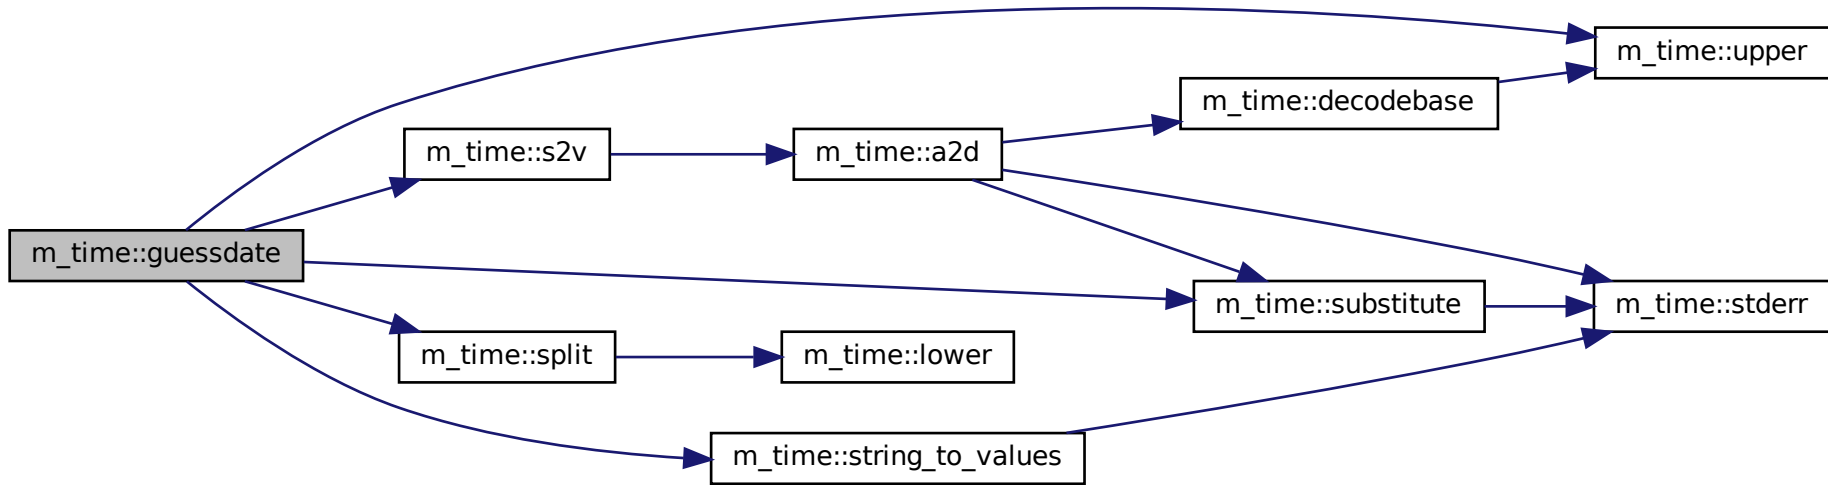 m_time::upper
m_time::decodebase
m_time::s2v
m_time::a2d
m_time::guessdate
m_time::substitute
m_time::stderr
m_time::split
m_time::lower
m_time::string_to_values